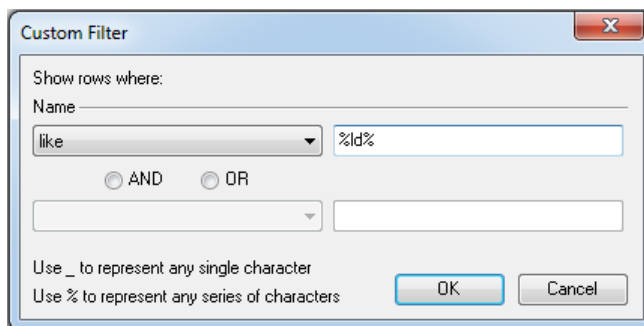 Custom Filter
Show rows where:
Name
like %ld%
AND OR
Use _ to represent any single character
Use % to represent any series of characters
OK Cancel